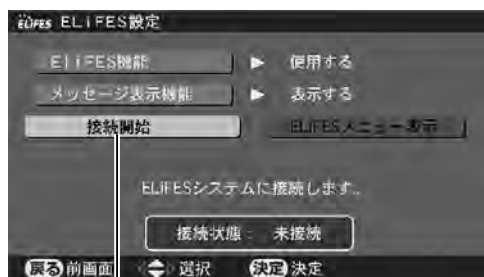 ELiFES ELiFES設定
ELiFES機能 ▶ 使用する
メッセージ表示機能 ▶ 表示する
接続開始 ELiFESメニュー表示
ELiFESシステムに接続します。
接続状態： 未接続
戻る 前画面 選択 決定 決定